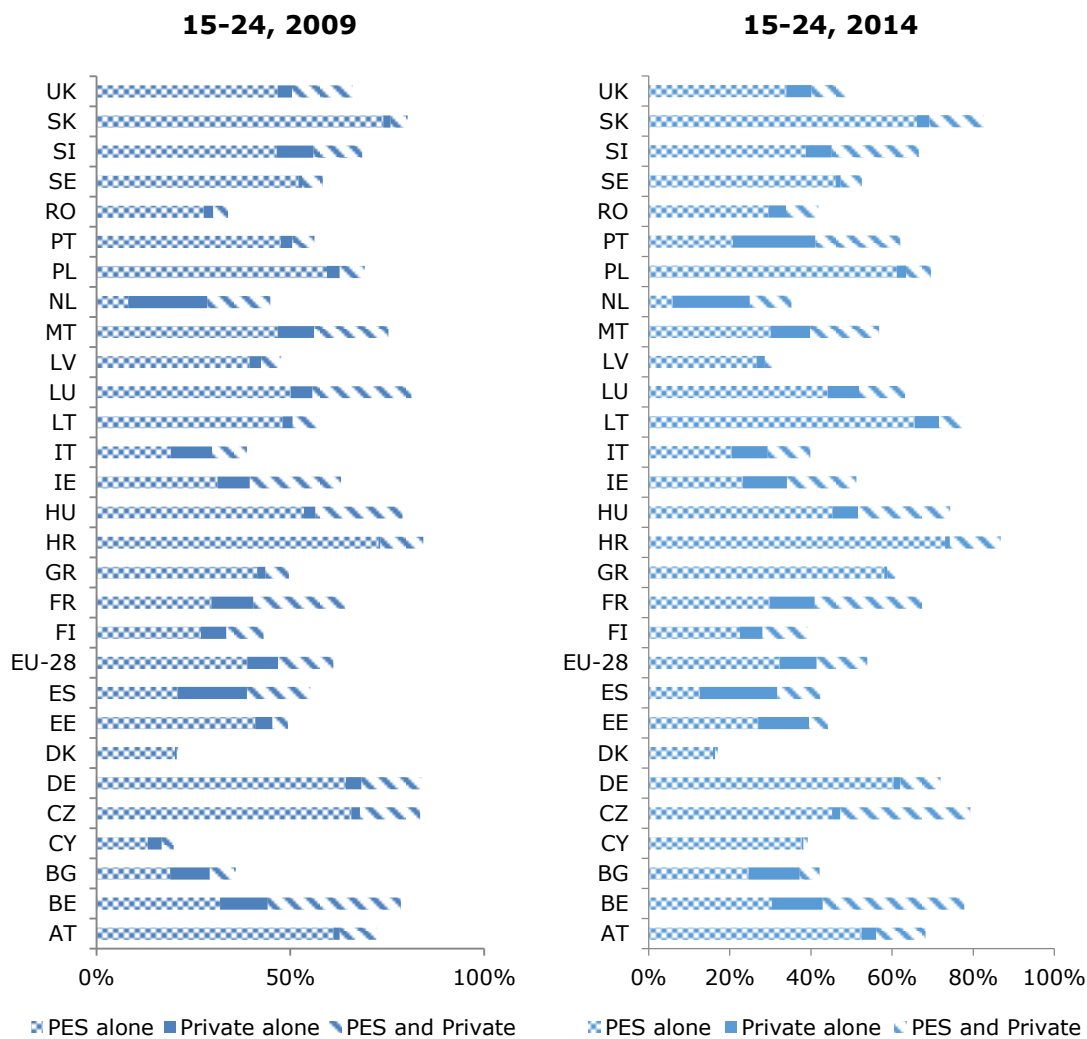 15-24, 2009
UK
SK
SI
SE
RO
PT
PL
NL
MT
LV
LU
LT
IT
IE
HU
HR
GR
FR
FI
EU-28
ES
EE
DK
DE
CZ
CY
BG
BE
AT
0% 50% 100%
PES alone Private alone PES and Private
15-24, 2014
UK
SK
SI
SE
RO
PT
PL
NL
MT
LV
LU
LT
IT
IE
HU
HR
GR
FR
FI
EU-28
ES
EE
DK
DE
CZ
CY
BG
BE
AT
0% 20% 40% 60% 80% 100%
PES alone Private alone PES and Private